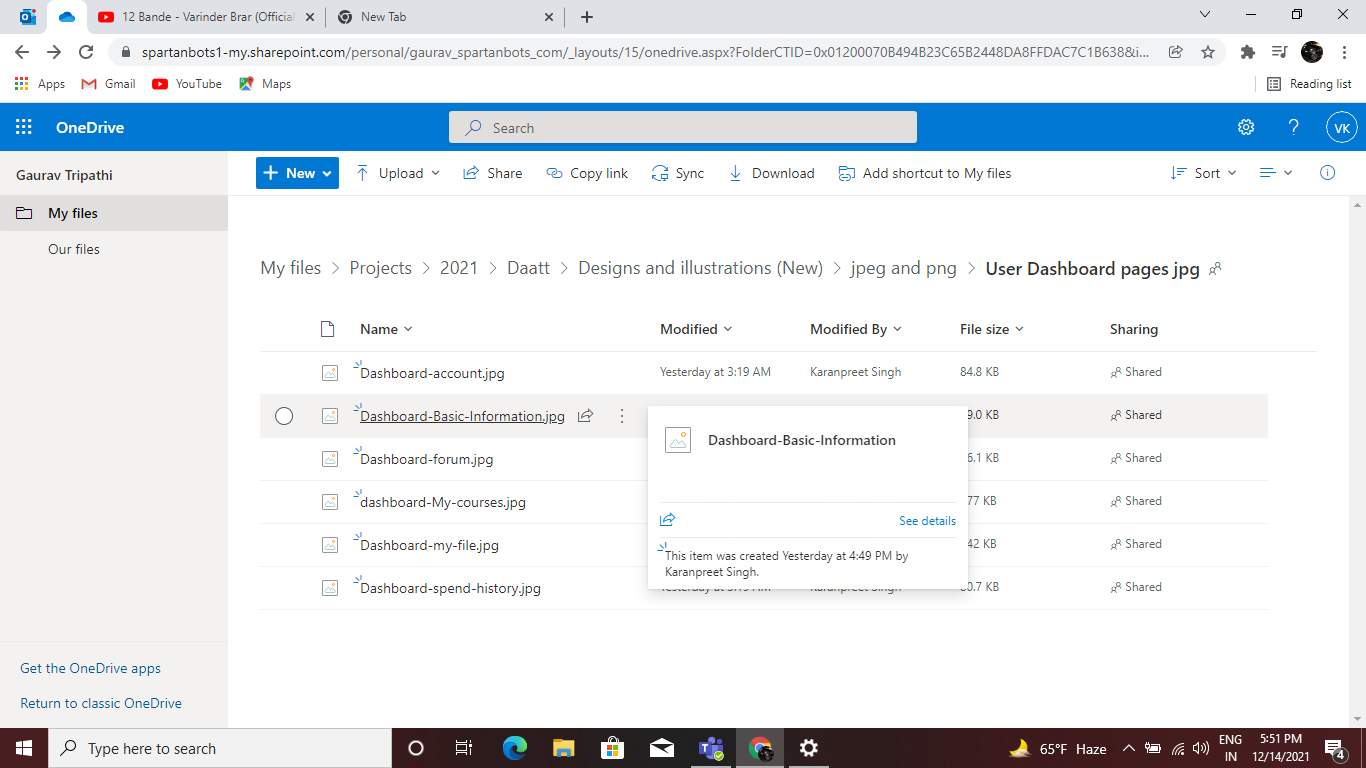 12 Bande - Varinder Brar (Official
New Tab
spartanbots1-my.sharepoint.com/personal/gaurav_spartanbots_com/_layouts/15/onedrive.aspx?FolderCTID=0x01200070B494B23C65B2448DA8FFDAC7C1B638&i...
Apps Gmail YouTube Maps Reading list
OneDrive Search ? VK
Gaurav Tripathi
New Upload Share Copy link Sync Download Add shortcut to My files Sort
My files
Our files
My files > Projects > 2021 > Daatt > Designs and illustrations (New) > jpeg and png > User Dashboard pages jpg
Name Modified Modified By File size Sharing
Dashboard-account.jpg Yesterday at 3:19 AM Karanpreet Singh 84.8 KB Shared
Dashboard-Basic-Information.jpg 9.0 KB Shared
Dashboard-Basic-Information
Dashboard-forum.jpg 6.1 KB Shared
dashboard-My-courses.jpg 77 KB Shared
See details
Dashboard-my-file.jpg 42 KB Shared
This item was created Yesterday at 4:49 PM by
Karanpreet Singh.
Dashboard-spend-history.jpg Yesterday at 3:19 AM Karanpreet Singh 0.7 KB Shared
Get the OneDrive apps
Return to classic OneDrive
Type here to search
65°F Haze
ENG
IN
5:51 PM
12/14/2021
4